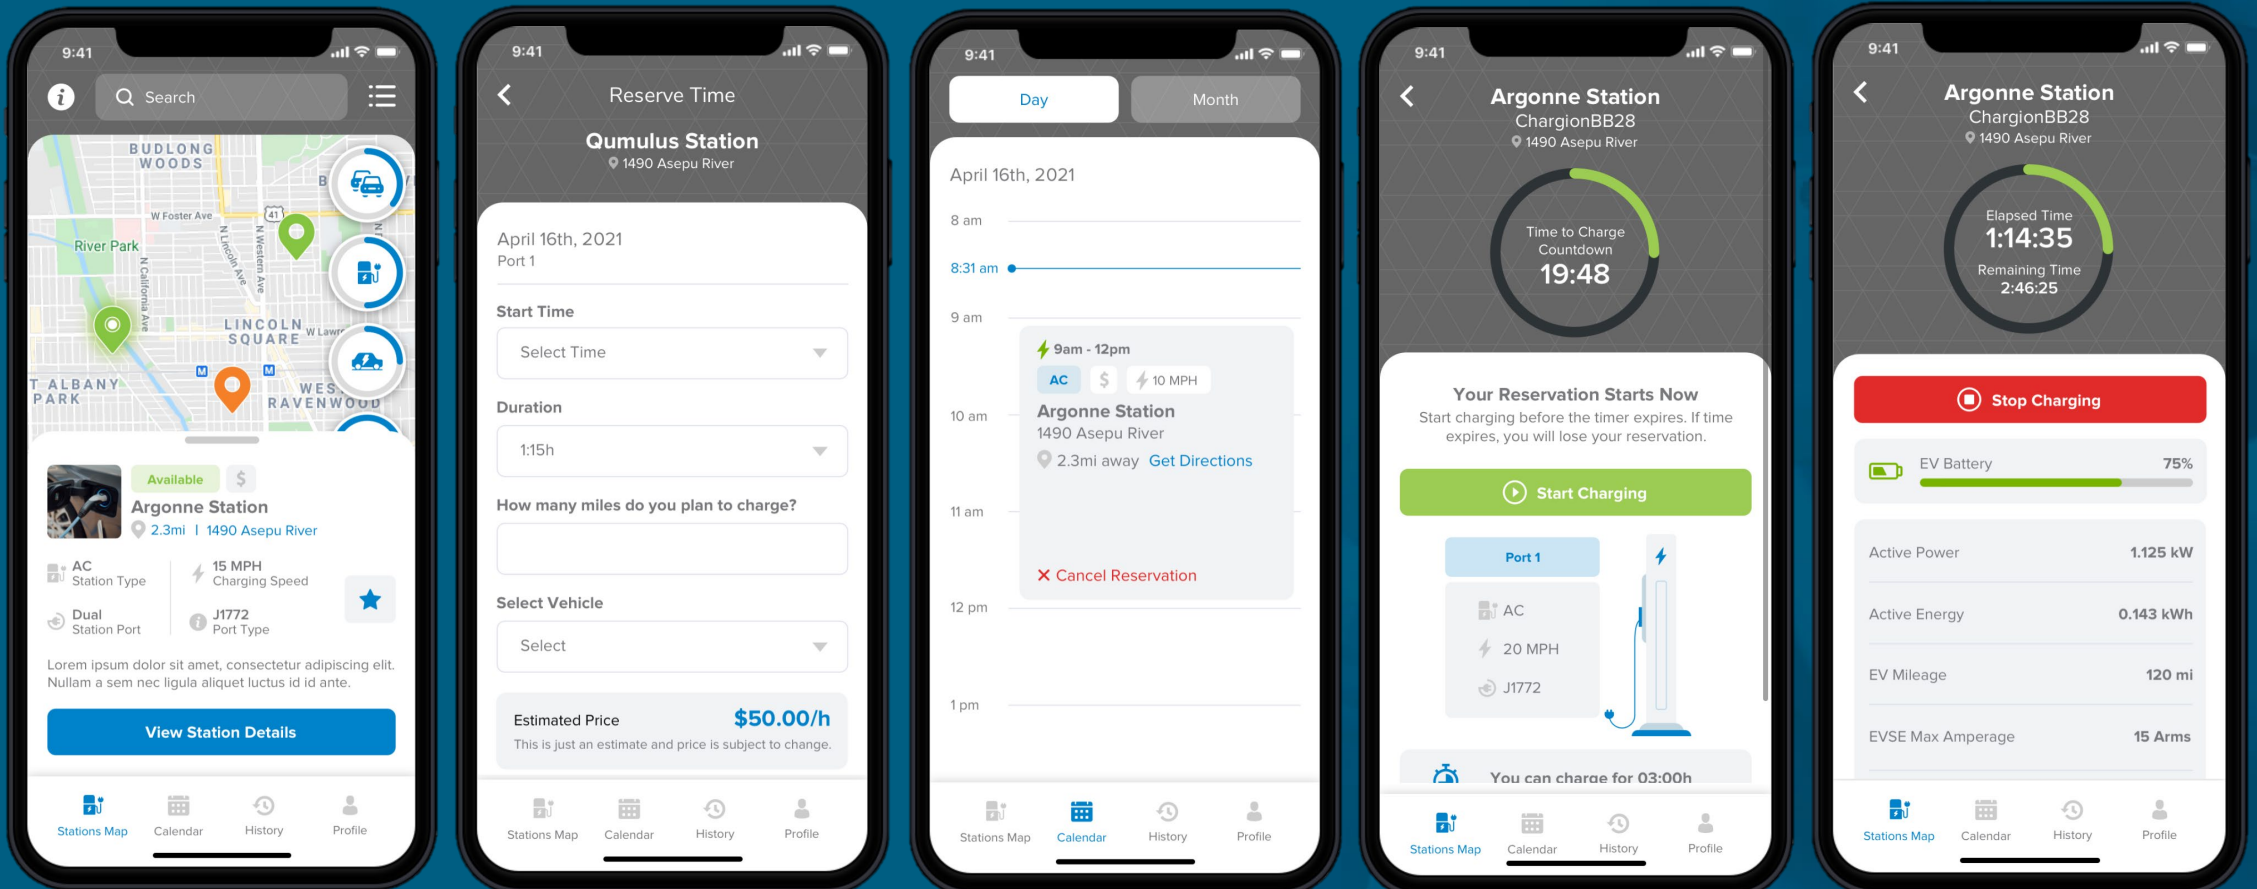 9:41
Search
BUDLONG
WOODS
W Foster Ave
41
River Park
N Lincoln Ave
N Western Ave
N California Ave
LINCOLN
SQUARE
W Lawr
M
M
T ALBANY
PARK
WES
RAVENWOOD
Available
$
Argonne Station
2.3mi | 1490 Asepu River
AC
Station Type
15 MPH
Charging Speed
Dual
Station Port
J1772
Port Type
Lorem ipsum dolor sit amet, consectetur adipiscing elit.
Nullam a sem nec ligula aliquet luctus id id ante.
View Station Details
Stations Map
Calendar
History
Profile
9:41
Reserve Time
Qumulus Station
1490 Asepu River
April 16th, 2021
Port 1
Start Time
Select Time
Duration
1:15h
How many miles do you plan to charge?
Select Vehicle
Select
Estimated Price
$50.00/h
This is just an estimate and price is subject to change.
Stations Map
Calendar
History
Profile
9:41
Day
Month
April 16th, 2021
8 am
8:31 am
9 am
9am - 12pm
AC
$
10 MPH
10 am
Argonne Station
1490 Asepu River
2.3mi away Get Directions
11 am
Cancel Reservation
12 pm
1 pm
Stations Map
Calendar
History
Profile
9:41
Argonne Station
ChargionBB28
1490 Asepu River
Time to Charge
Countdown
19:48
Your Reservation Starts Now
Start charging before the timer expires. If time
expires, you will lose your reservation.
Start Charging
Port 1
AC
20 MPH
J1772
You can charge for 03:00h
Stations Map
Calendar
History
Profile
9:41
Argonne Station
ChargionBB28
1490 Asepu River
Elapsed Time
1:14:35
Remaining Time
2:46:25
Stop Charging
EV Battery
75%
Active Power
1.125 kW
Active Energy
0.143 kWh
EV Mileage
120 mi
EVSE Max Amperage
15 Arms
Stations Map
Calendar
History
Profile